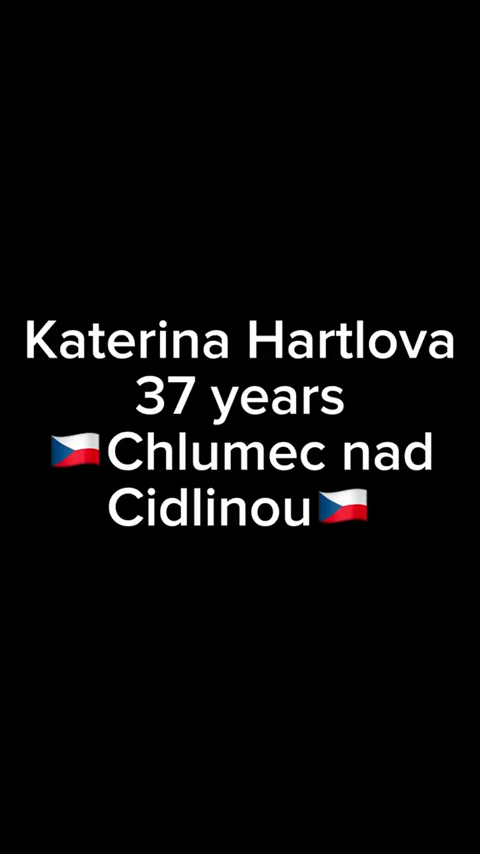 Katerina Hartlova
37 years
🇨🇿Chlumec nad
Cidlinou🇨🇿